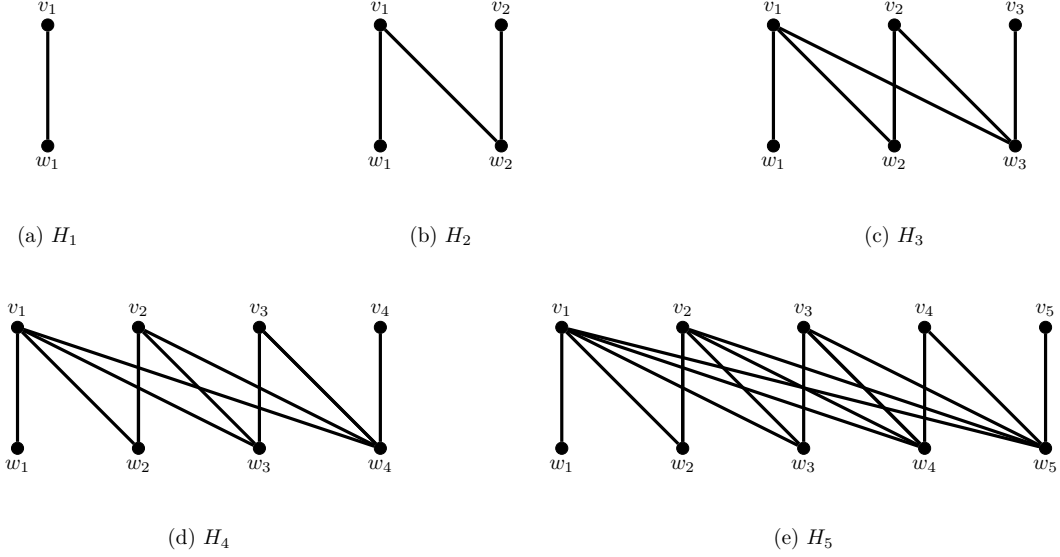 v₁ v₁ v₂ v₁ v₂ v₃
w₁ w₁ w₂ w₁ w₂ w₃
(a) H₁ (b) H₂ (c) H₃
v₁ v₂ v₃ v₄ v₁ v₂ v₃ v₄ v₅
w₁ w₂ w₃ w₄ w₁ w₂ w₃ w₄ w₅
(d) H₄ (e) H₅